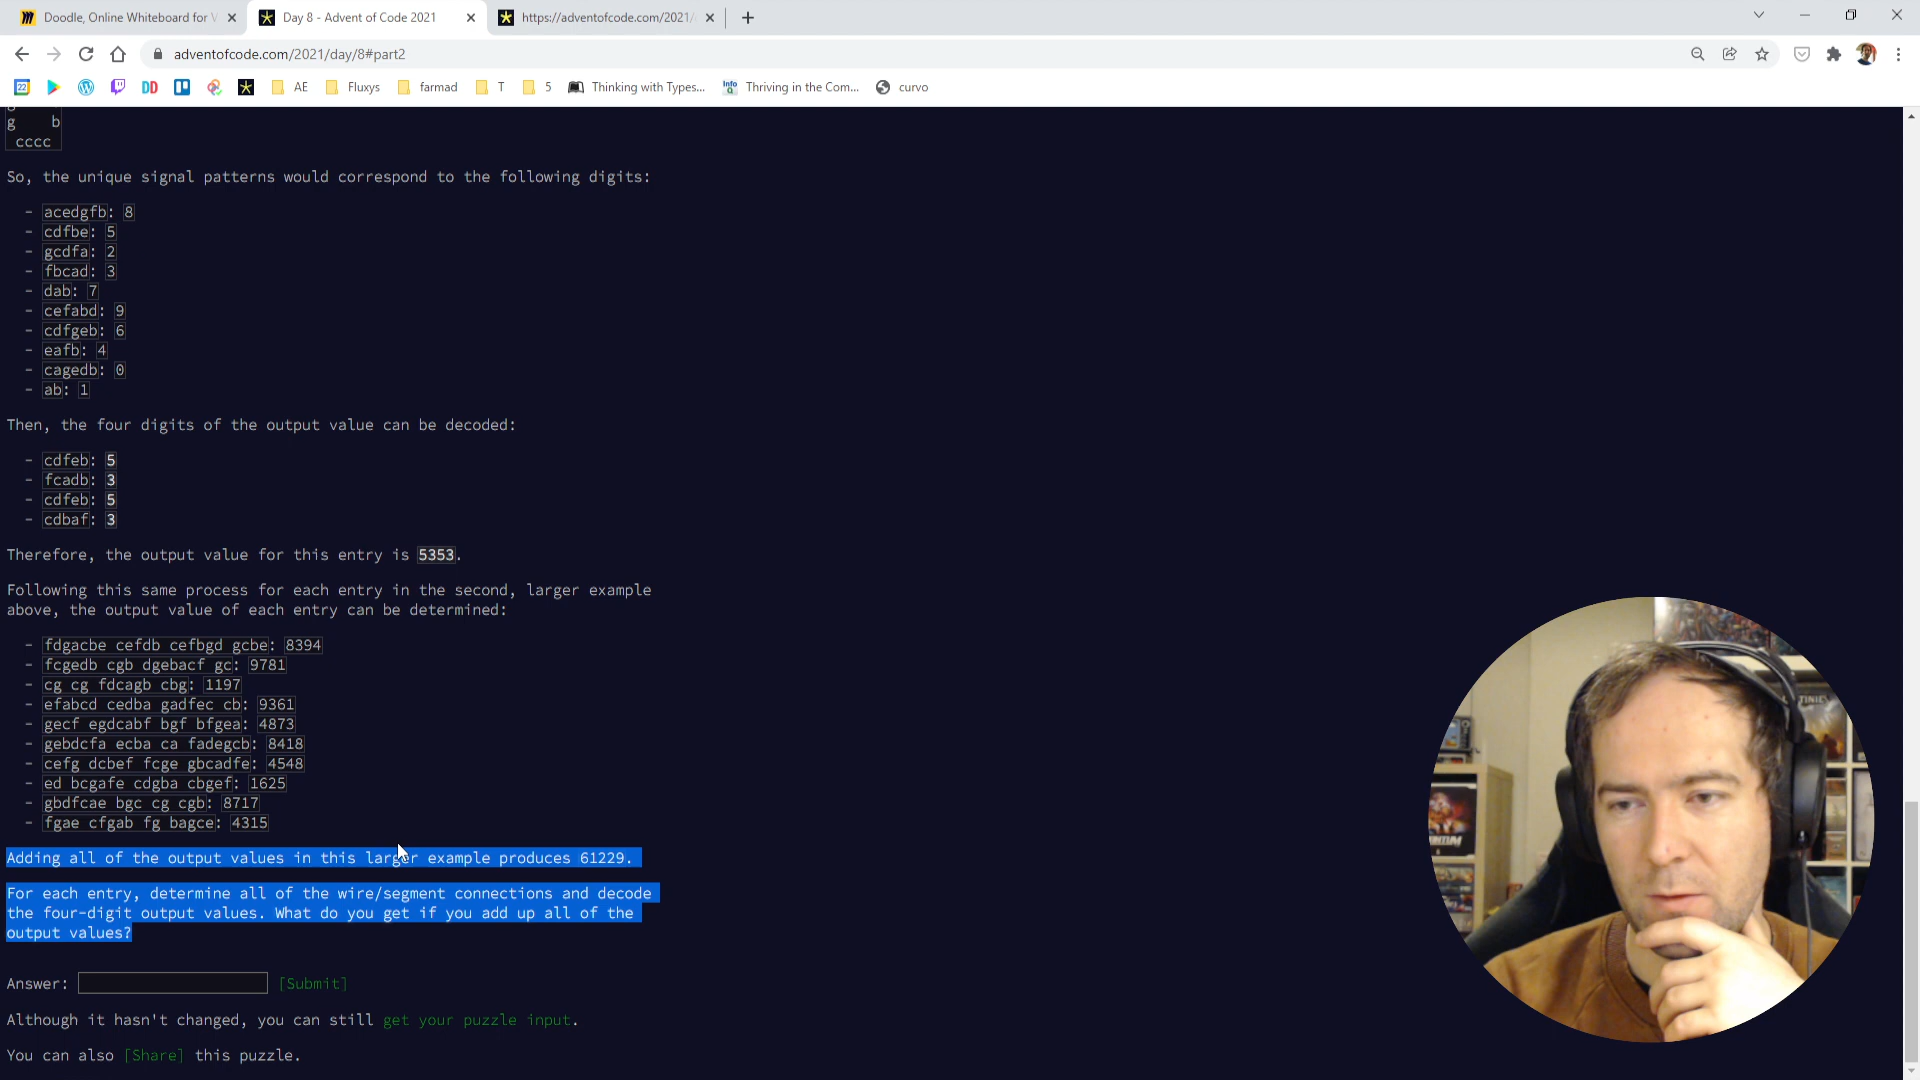 Doodle, Online Whiteboard for V
Day 8 - Advent of Code 2021
https://adventofcode.com/2021/
adventofcode.com/2021/day/8#part2
22
DD
AE
Fluxys
farmad
T
5
Thinking with Types...
Thriving in the Com...
curvo
g b
cccc
So, the unique signal patterns would correspond to the following digits:
- acedgfb: 8
- cdfbe: 5
- gcdfa: 2
- fbcad: 3
- dab: 7
- cefabd: 9
- cdfgeb: 6
- eafb: 4
- cagedb: 0
- ab: 1
Then, the four digits of the output value can be decoded:
- cdfeb: 5
- fcadb: 3
- cdfeb: 5
- cdbaf: 3
Therefore, the output value for this entry is 5353.
Following this same process for each entry in the second, larger example
above, the output value of each entry can be determined:
- fdgacbe cefdb cefbgd gcbe: 8394
- fcgedb cgb dgebacf gc: 9781
- cg cg fdcagb cbg: 1197
- efabcd cedba gadfec cb: 9361
- gecf egdcabf bgf bfgea: 4873
- gebdcfa ecba ca fadegcb: 8418
- cefg dcbef fcge gbcadfe: 4548
- ed bcgafe cdgba cbgef: 1625
- gbdfcae bgc cg cgb: 8717
- fgae cfgab fg bagce: 4315
Adding all of the output values in this larger example produces 61229.
For each entry, determine all of the wire/segment connections and decode
the four-digit output values. What do you get if you add up all of the
output values?
Answer: [Submit]
Although it hasn't changed, you can still get your puzzle input.
You can also [Share] this puzzle.